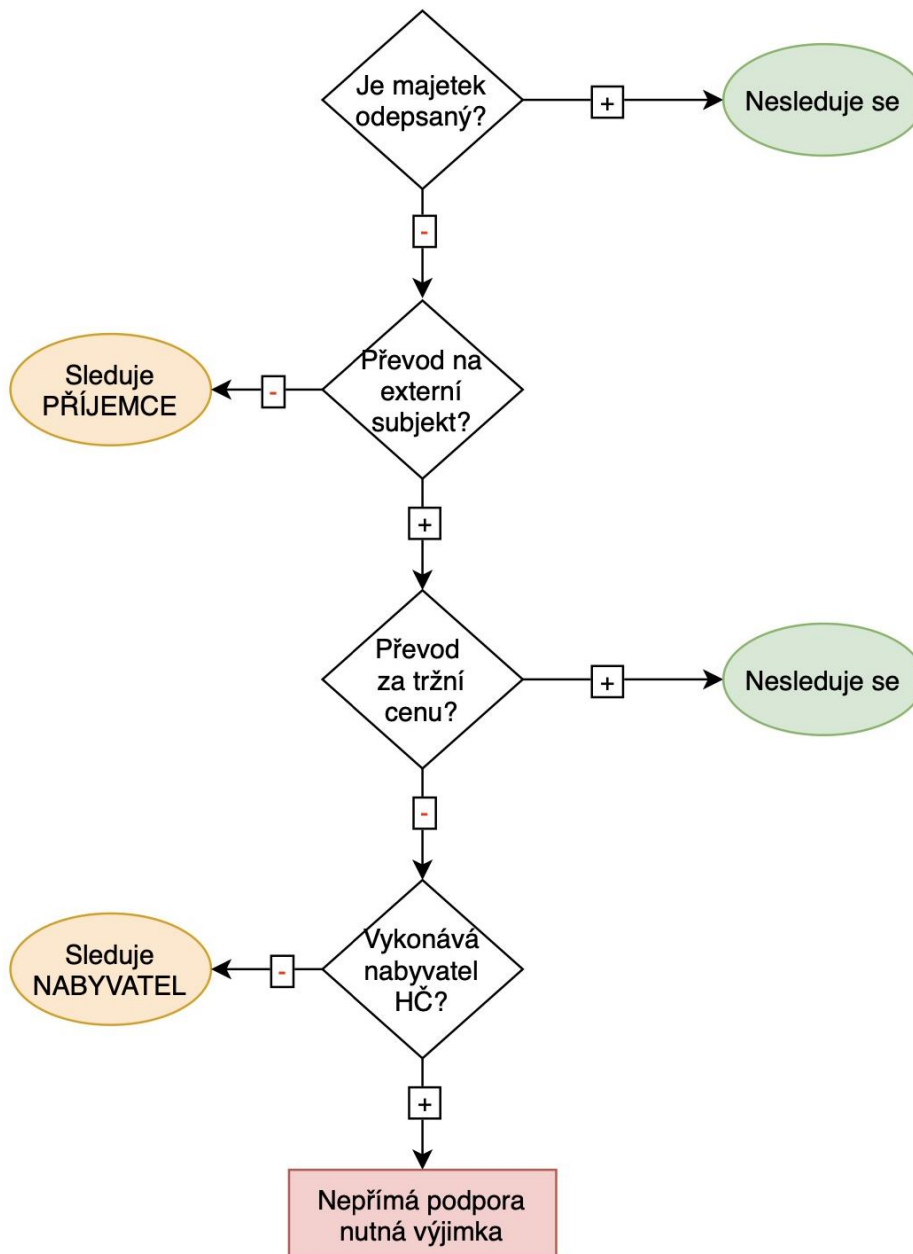 Je majetek
odepsaný?
+
Nesleduje se
-
Převod na
externí
subjekt?
-
Sleduje
PŘÍJEMCE
+
Převod
za tržní
cenu?
+
Nesleduje se
-
Vykonává
nabyvatel
HČ?
-
Sleduje
NABYVATEL
+
Nepřímá podpora
nutná výjimka